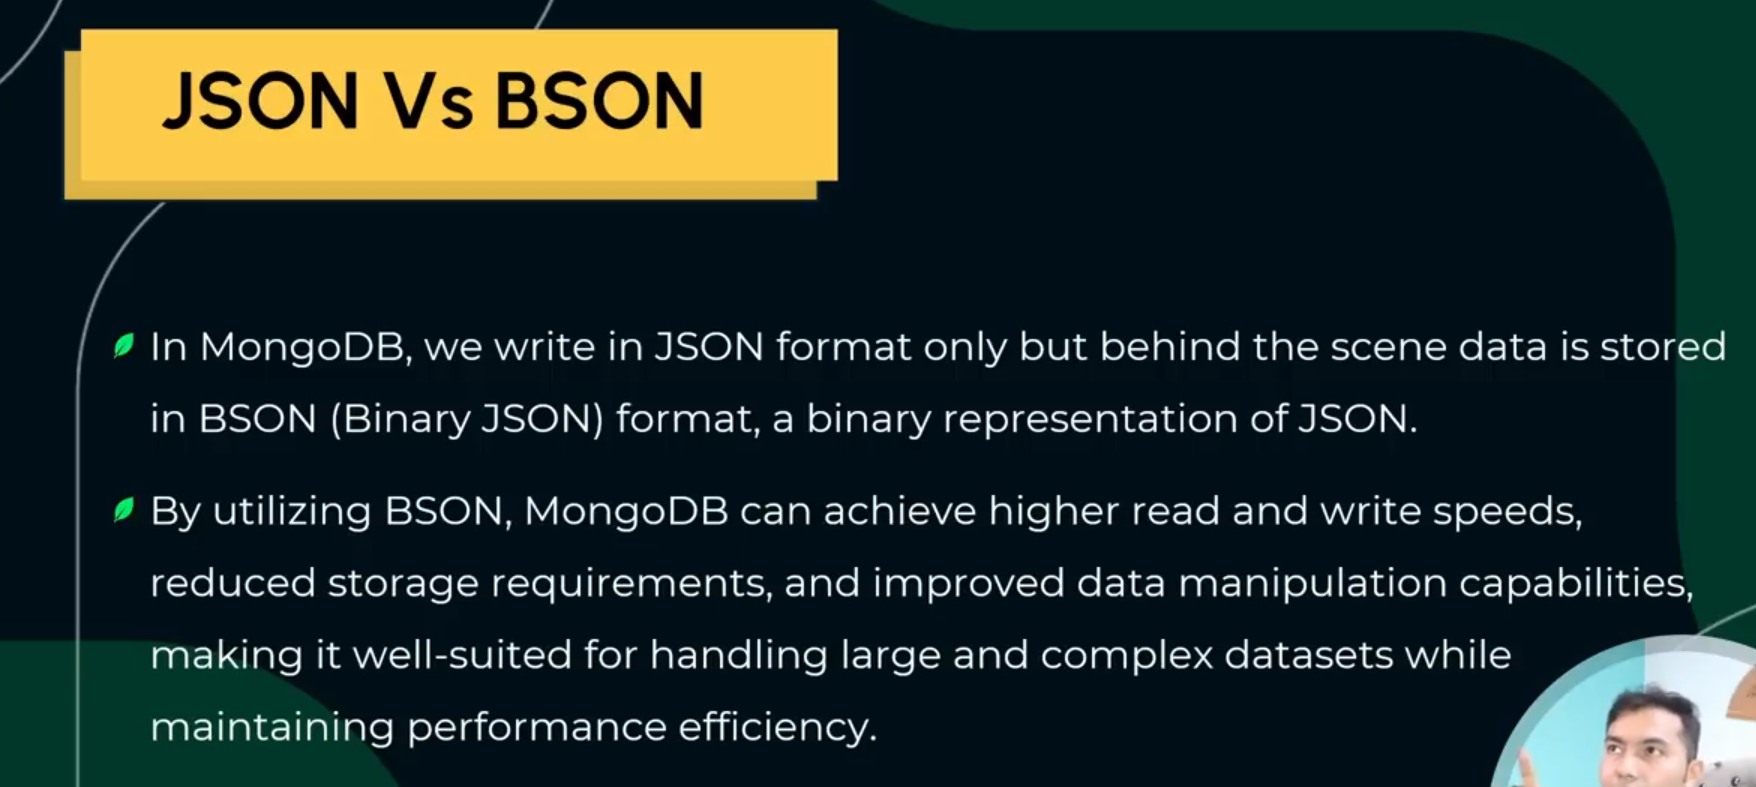 JSON Vs BSON
In MongoDB, we write in JSON format only but behind the scene data is stored
in BSON (Binary JSON) format, a binary representation of JSON.
By utilizing BSON, MongoDB can achieve higher read and write speeds,
reduced storage requirements, and improved data manipulation capabilities,
making it well-suited for handling large and complex datasets while
maintaining performance efficiency.